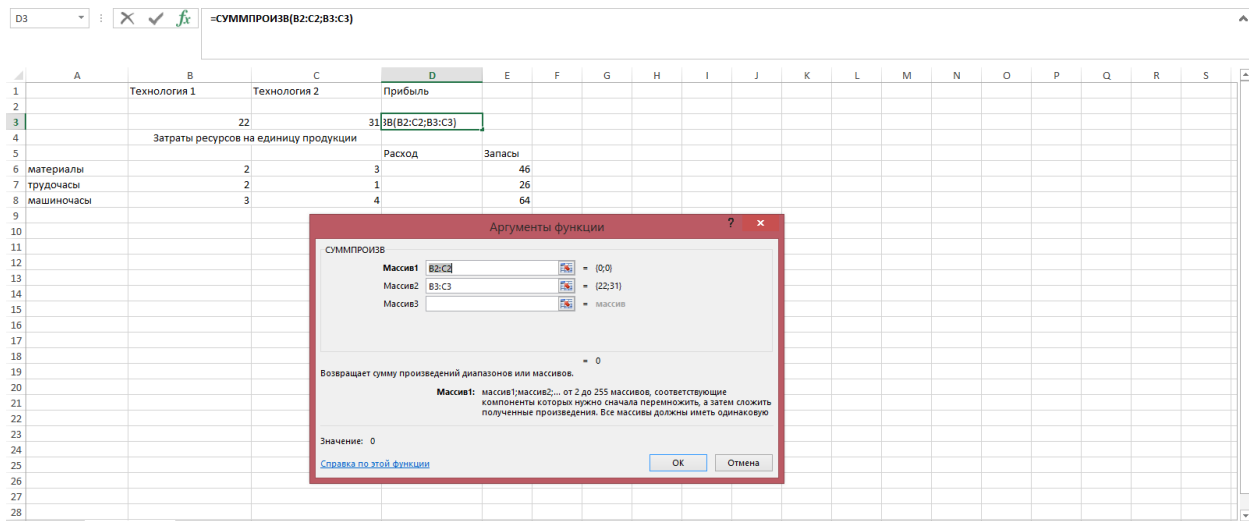 D3 =СУММПРОИЗВ(B2:C2;B3:C3)
A B C D E F G H I J K L M N O P Q R S
1 Технология 1 Технология 2 Прибыль
2
3 22 31 ЗВ(B2:C2;B3:C3)
4 Затраты ресурсов на единицу продукции
5 Расход Запасы
6 материалы 2 3 46
7 трудочасы 2 1 26
8 машиночасы 3 4 64
9
10
11
12
13
14
15
16
17
18
19
20
21
22
23
24
25
26
27
28
Аргументы функции ? ×
СУММПРОИЗВ
Массив1 B2:C2 = {0;0}
Массив2 B3:C3 = {22;31}
Массив3 = массив
= 0
Возвращает сумму произведений диапазонов или массивов.
Массив1: массив1;массив2;... от 2 до 255 массивов, соответствующие
компоненты которых нужно сначала перемножить, а затем сложить
полученные произведения. Все массивы должны иметь одинаковую
Значение: 0
Справка по этой функции ОК Отмена